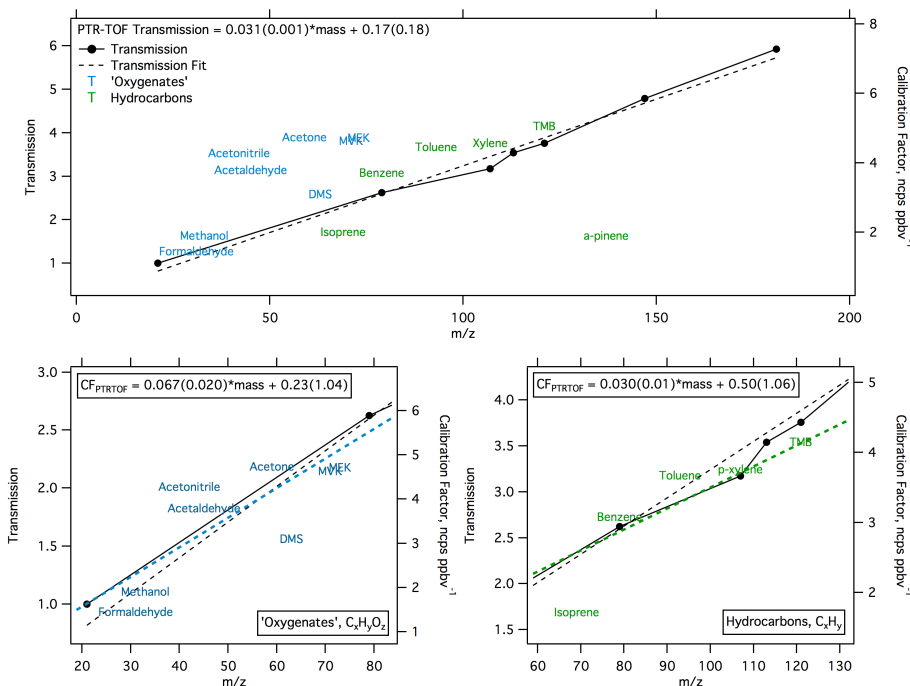 PTR-TOF Transmission = 0.031(0.001)*mass + 0.17(0.18)
Transmission
Transmission Fit
T 'Oxygenates'
T Hydrocarbons
Transmission
6
5
4
3
2
1
Calibration Factor, ncps ppbv-1
8
6
4
2
Acetone
MVK
MEK
Acetonitrile
Acetaldehyde
DMS
Methanol
Formaldehyde
Toluene
Xylene
TMB
Benzene
Isoprene
a-pinene
0 50 100 150 200
m/z
CFPTRTOF = 0.067(0.020)*mass + 0.23(1.04)
Transmission
3.0
2.5
2.0
1.5
1.0
Calibration Factor, ncps ppbv-1
6
5
4
3
2
1
Acetone
MVK
MEK
Acetonitrile
Acetaldehyde
DMS
Methanol
Formaldehyde
'Oxygenates', CxHyOz
20 30 40 50 60 70 80
m/z
CFPTRTOF = 0.030(0.01)*mass + 0.50(1.06)
Transmission
4.0
3.5
3.0
2.5
2.0
1.5
Calibration Factor, ncps ppbv-1
5
4
3
2
TMB
p-xylene
Toluene
Benzene
Isoprene
Hydrocarbons, CxHy
60 70 80 90 100 110 120 130
m/z